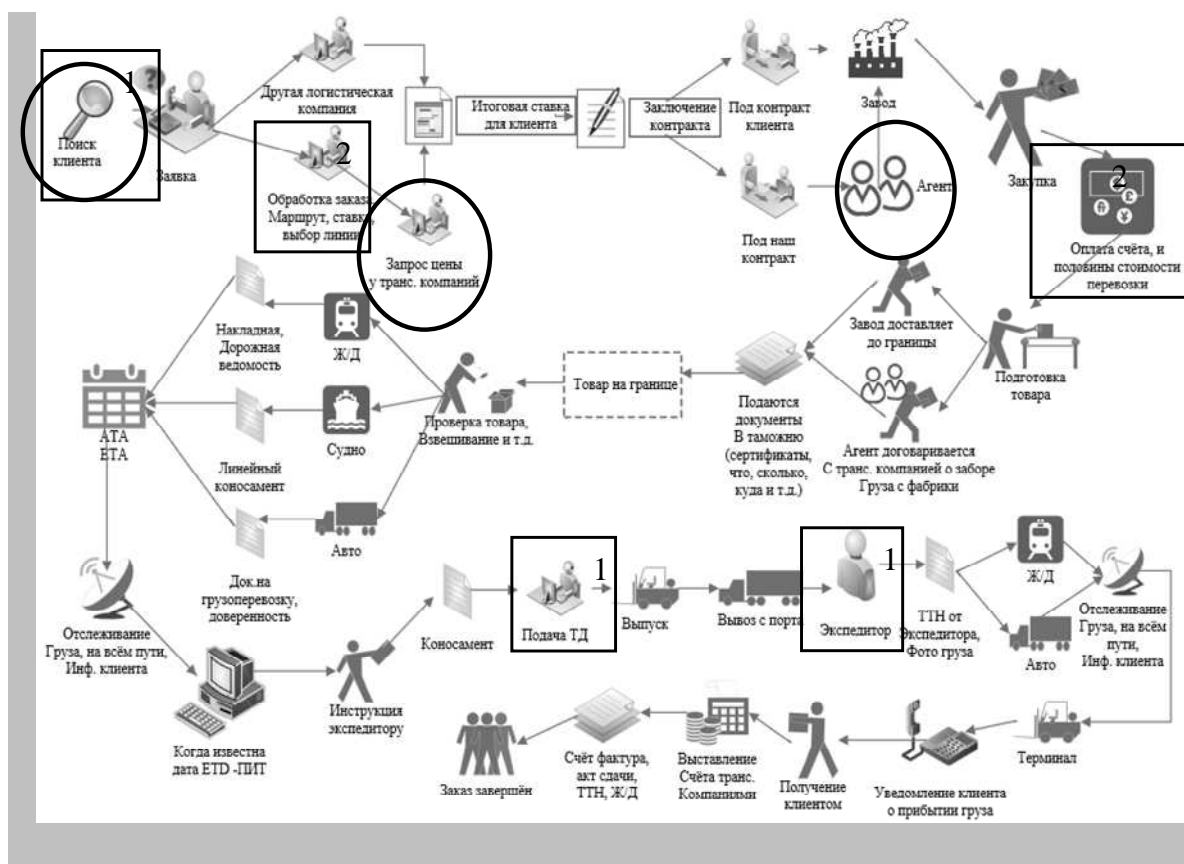 1
Поиск
клиента
Заявка
Другая логистическая
компания
2
Обработка заказа,
Маршрут, ставка,
выбор линии
Запрос цены
у транс. компаний
Итоговая ставка
для клиента
Заключение
контракта
Под контракт
клиента
Под наш
контракт
Завод
Агент
Закупка
2
Оплата счёта, и
половины стоимости
перевозки
Подготовка
товара
Завод доставляет
до границы
Агент договаривается
С транс. компанией о заборе
Груза с фабрики
Подаются
документы
В таможню
(сертификаты,
что, сколько,
куда и т.д.)
Товар на границе
Проверка товара,
Взвешивание и т.д.
Ж/Д
Судно
Авто
Накладная,
Дорожная
ведомость
Линейный
коносамент
Док.на
грузоперевозку,
доверенность
ATA
ETA
Отслеживание
Груза, на всём пути,
Инф. клиента
Когда известна
дата ETD -ПИТ
Инструкция
экспедитору
Коносамент
1
Подача ТД
Выпуск
Вывоз с порта
1
Экспедитор
ТТН от
Экспедитора,
Фото груза
Ж/Д
Авто
Отслеживание
Груза, на всём
пути,
Инф. клиента
Терминал
Уведомление клиента
о прибытии груза
Получение
клиентом
Выставление
Счёта транс.
Компаниями
Счёт фактура,
акт сдачи,
ТТН, Ж/Д
Заказ завершён